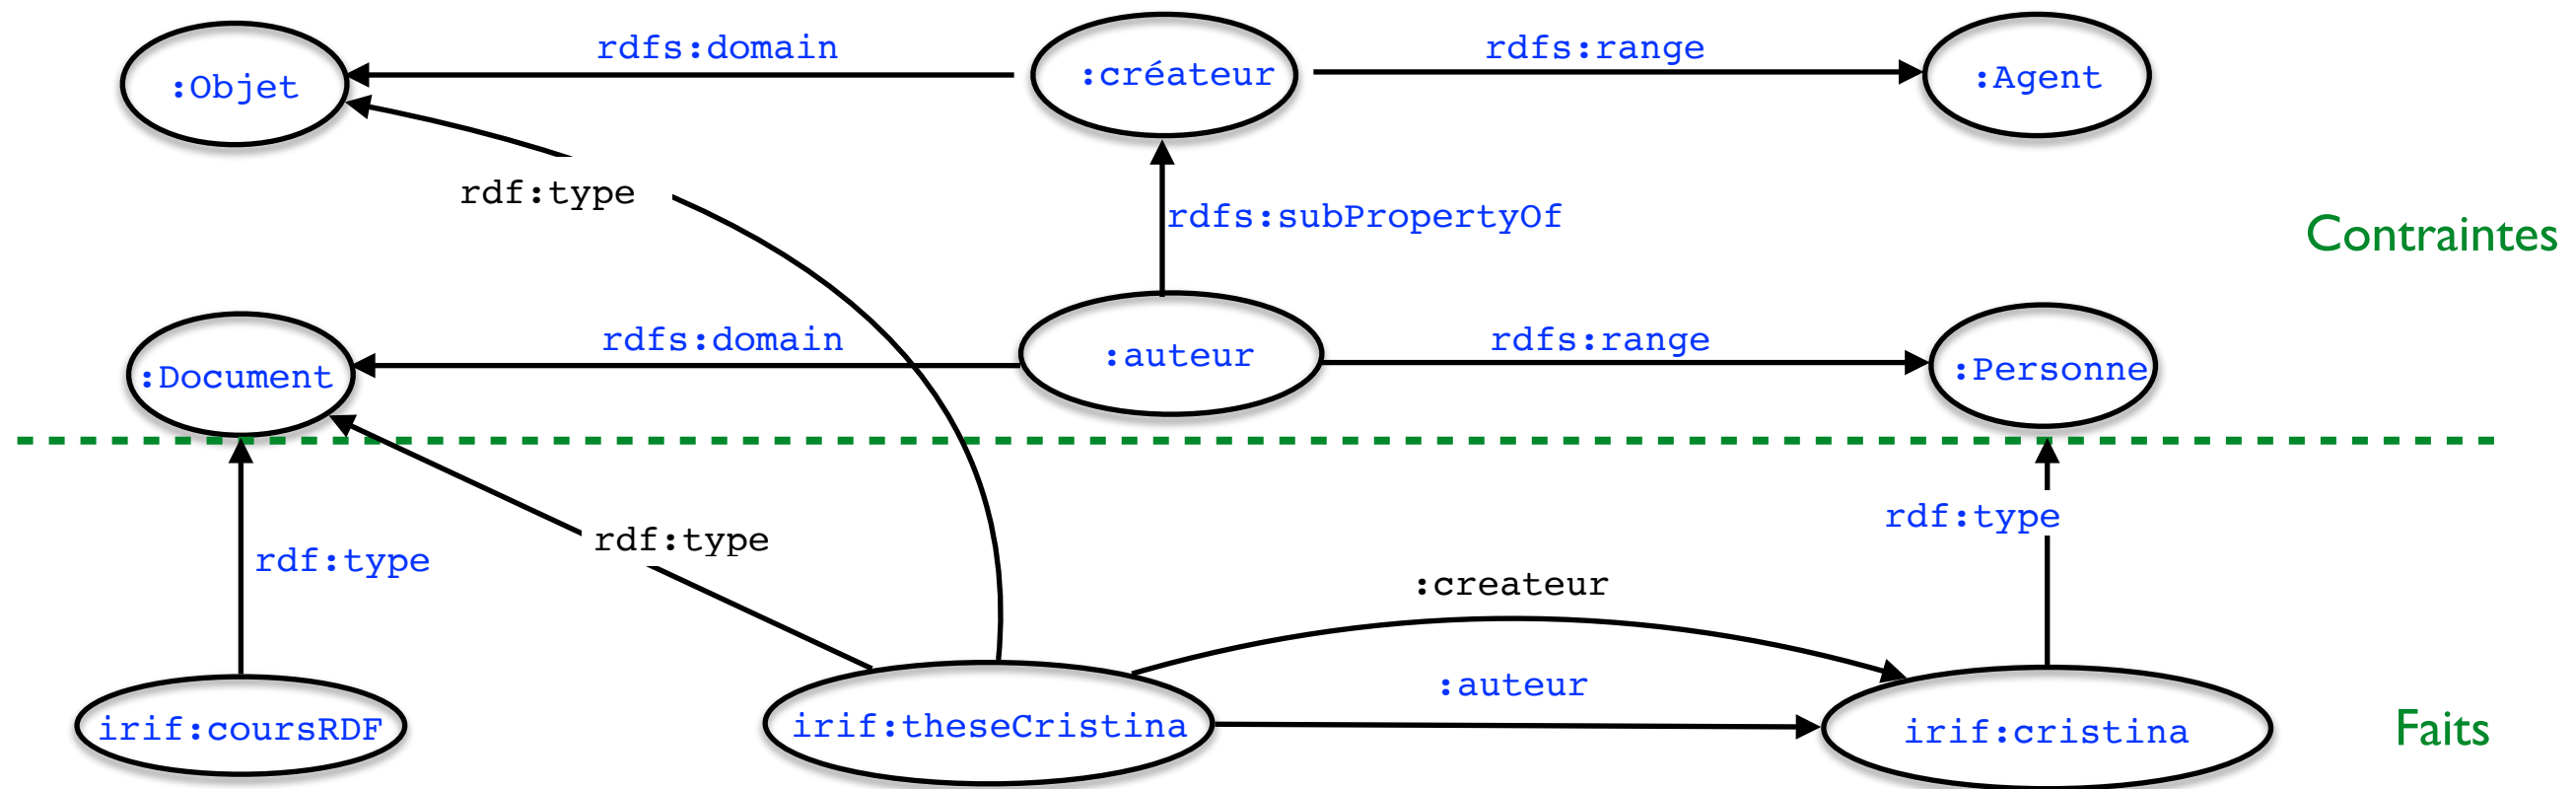 rdfs:domain
rdfs:range
:Objet
:créateur
:Agent
rdf:type
rdfs:subPropertyOf
Contraintes
rdfs:domain
rdfs:range
:Document
:auteur
:Personne
rdf:type
rdf:type
rdf:type
:createur
:auteur
irif:coursRDF
irif:theseCristina
irif:cristina
Faits